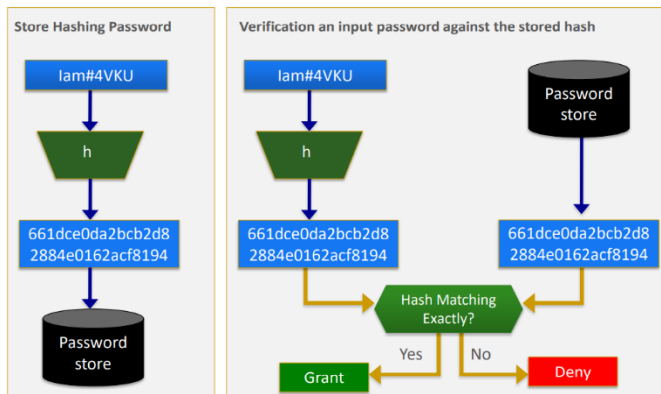 Store Hashing Password
Iam#4VKU
h
661dce0da2bcb2d8
2884e0162acf8194
Password
store
Verification an input password against the stored hash
Iam#4VKU
h
661dce0da2bcb2d8
2884e0162acf8194
Password
store
661dce0da2bcb2d8
2884e0162acf8194
Hash Matching
Exactly?
Yes
No
Grant
Deny